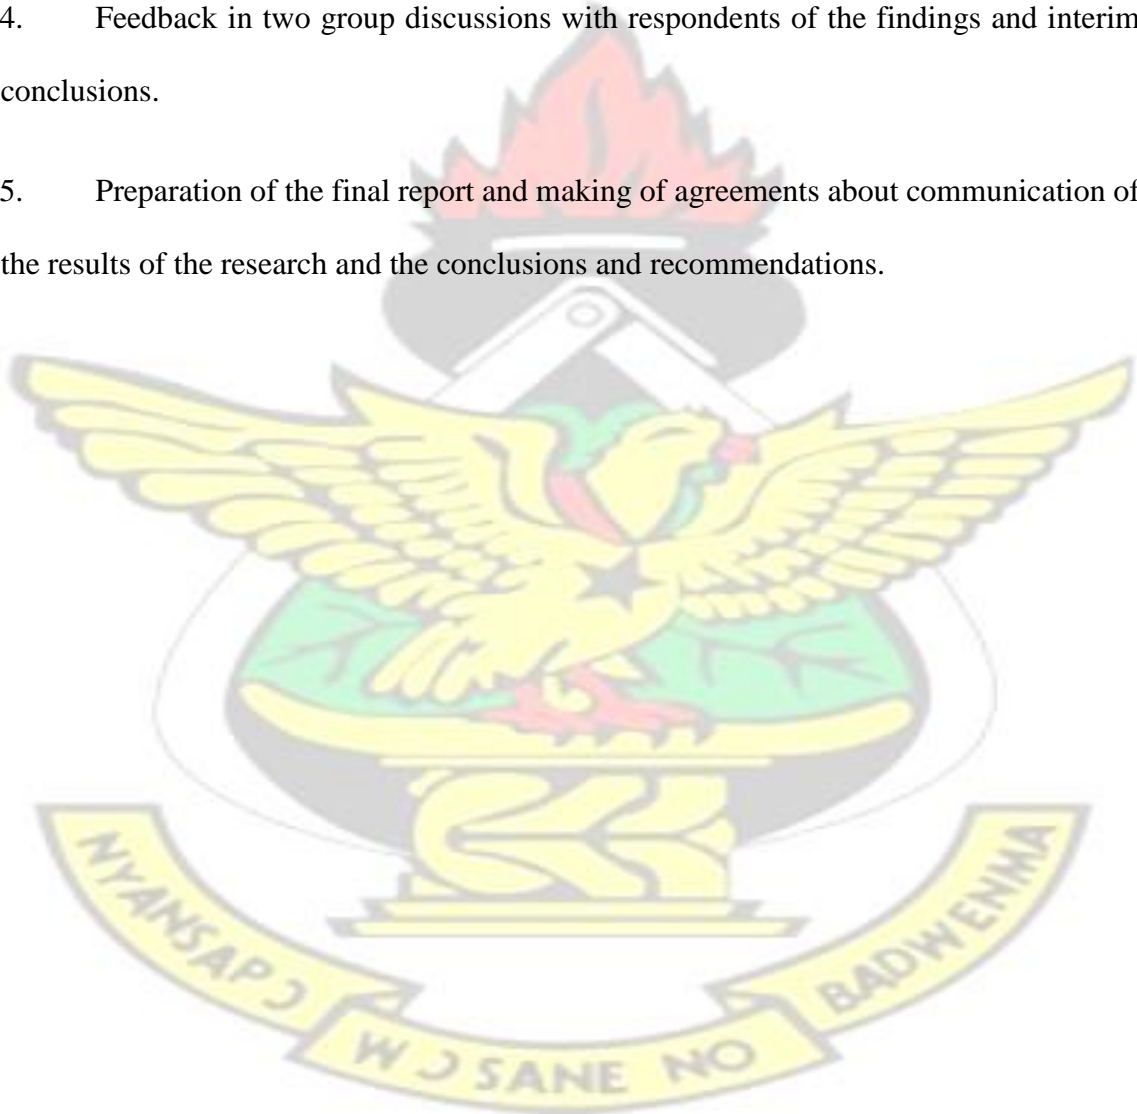 4. Feedback in two group discussions with respondents of the findings and interim
conclusions.
5. Preparation of the final report and making of agreements about communication of
the results of the research and the conclusions and recommendations.
NYANSAPƆ
WƆSANE NO
BADWENMA